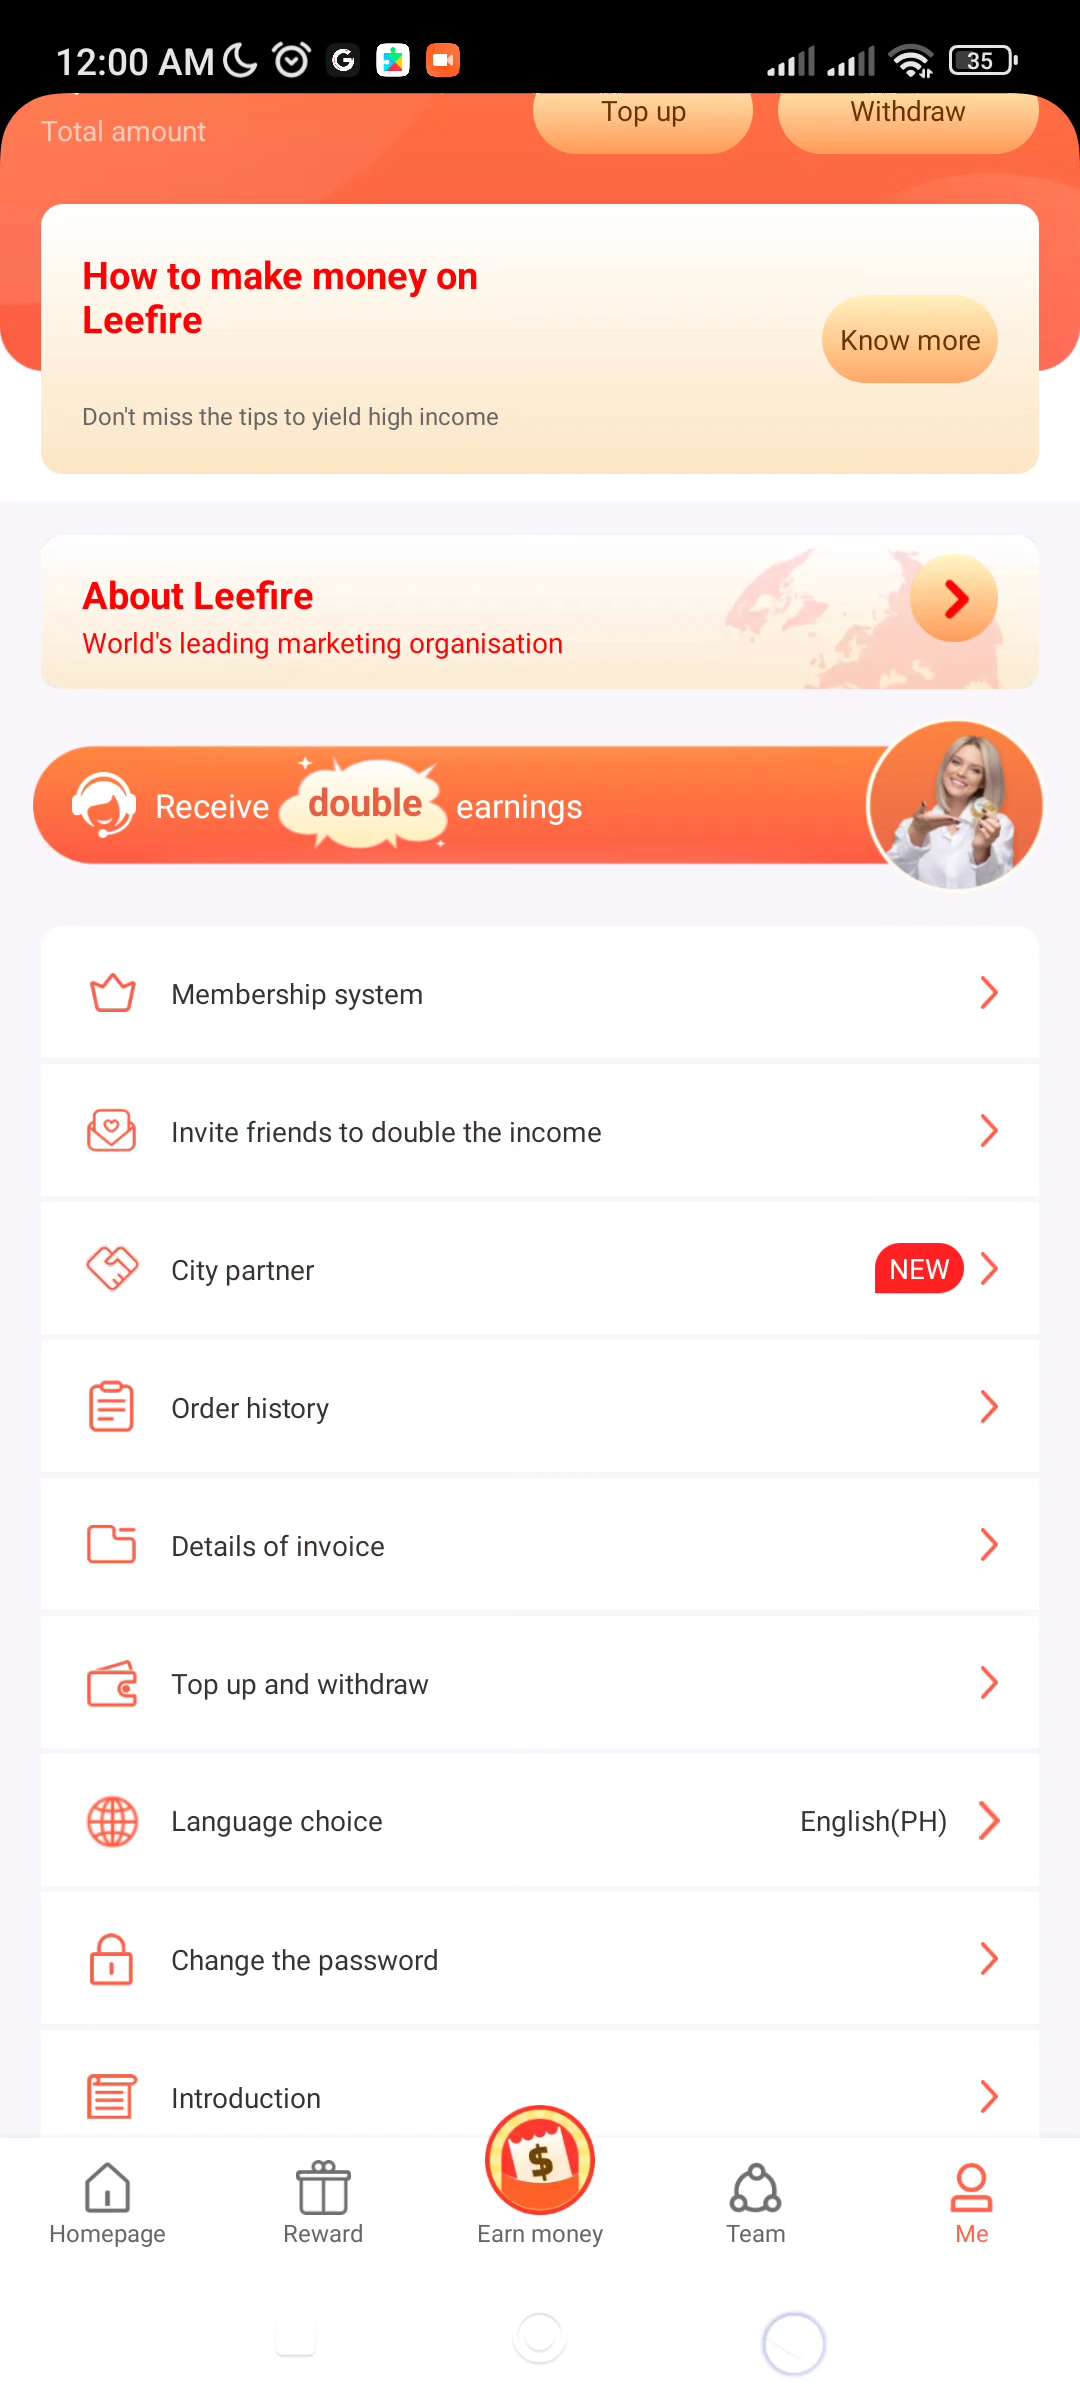 12:00 AM
35
Total amount
Top up
Withdraw
How to make money on
Leefire
Know more
Don't miss the tips to yield high income
About Leefire
World's leading marketing organisation
Receive double earnings
Membership system
Invite friends to double the income
City partner
NEW
Order history
Details of invoice
Top up and withdraw
Language choice
English(PH)
Change the password
Introduction
Homepage
Reward
Earn money
Team
Me